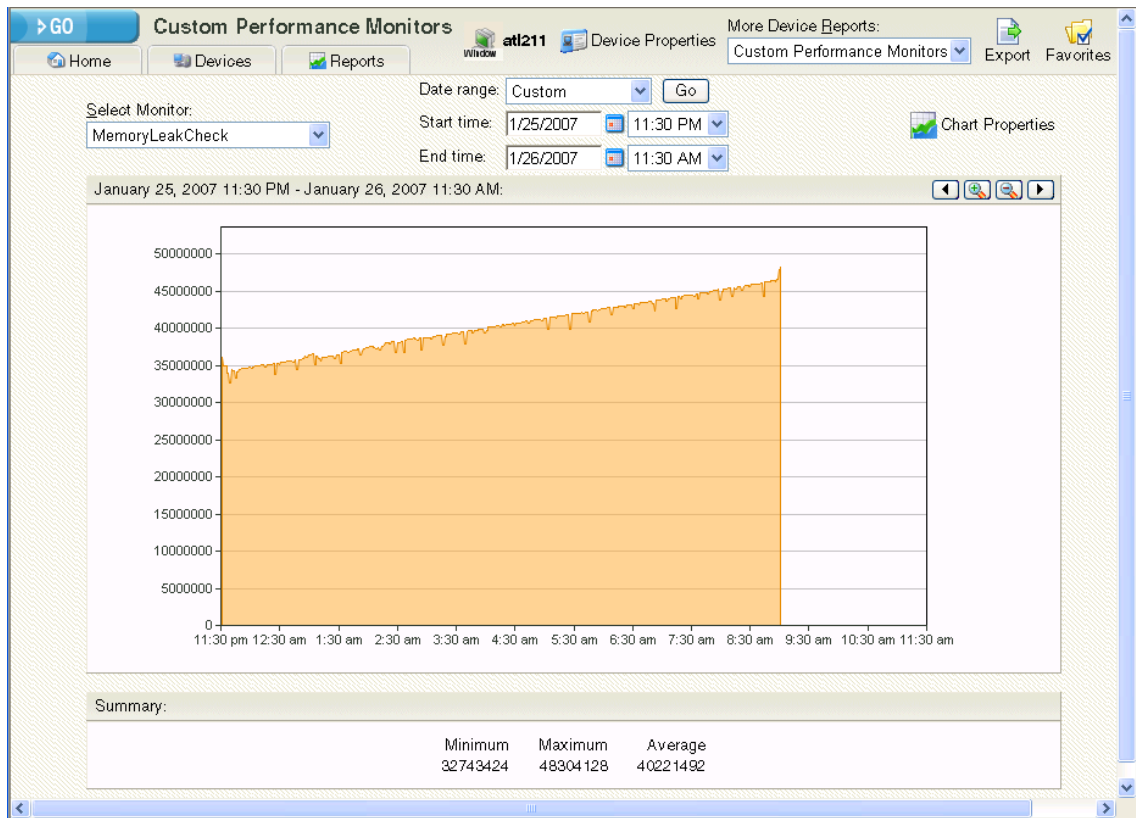 GO
Custom Performance Monitors
Window
atl211
Device Properties
More Device Reports:
Custom Performance Monitors
Export
Favorites
Home
Devices
Reports
Select Monitor:
MemoryLeakCheck
Date range: Custom Go
Start time: 1/25/2007 11:30 PM
End time: 1/26/2007 11:30 AM
Chart Properties
January 25, 2007 11:30 PM - January 26, 2007 11:30 AM:
50000000
45000000
40000000
35000000
30000000
25000000
20000000
15000000
10000000
5000000
0
11:30 pm 12:30 am 1:30 am 2:30 am 3:30 am 4:30 am 5:30 am 6:30 am 7:30 am 8:30 am 9:30 am 10:30 am 11:30 am
Summary:
Minimum Maximum Average
32743424 48304128 40221492